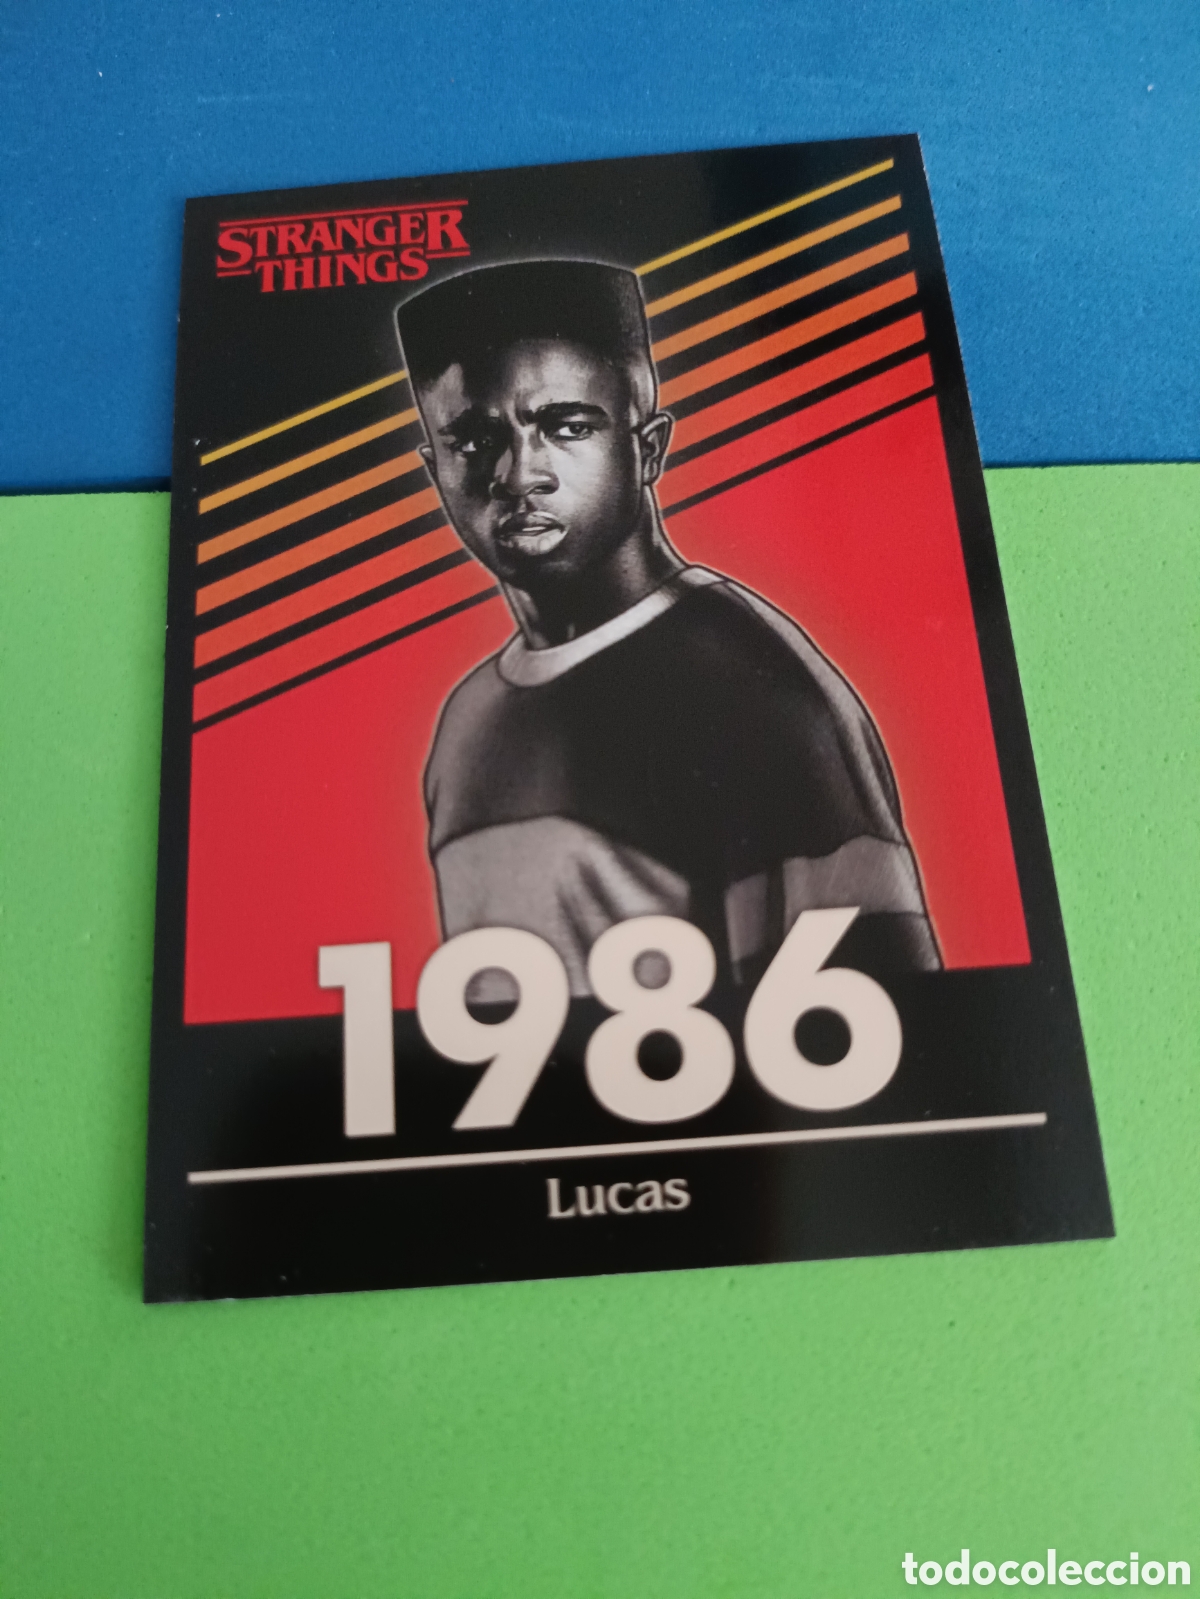 STRANGER
THINGS
1986
Lucas
todocoleccion